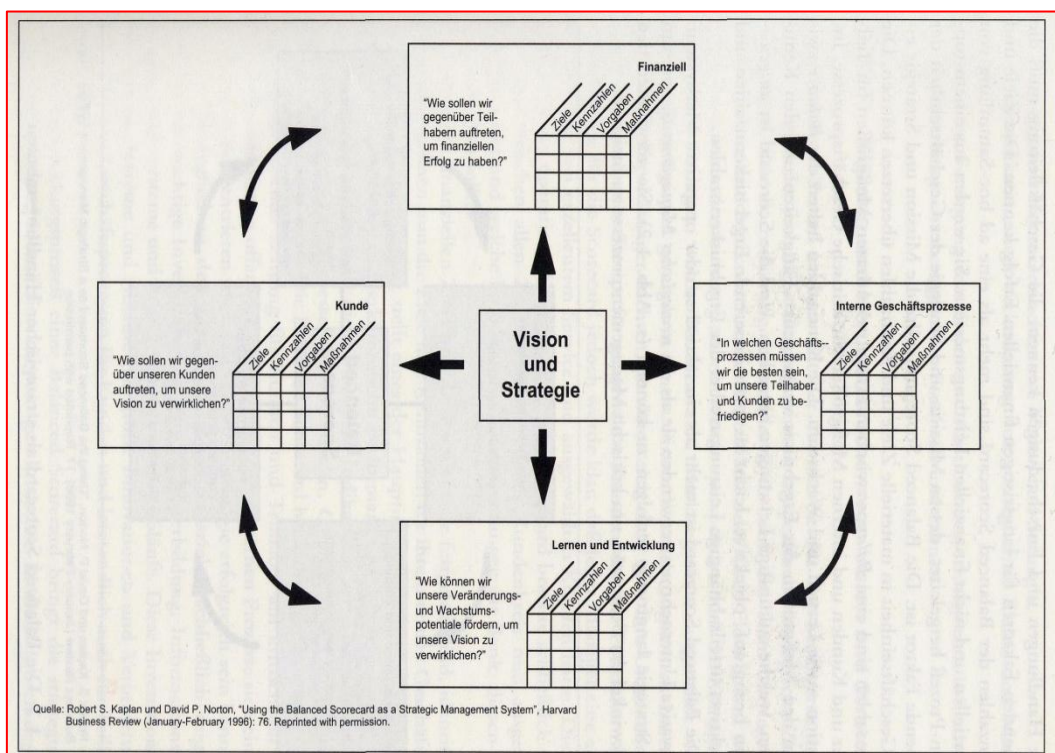 Finanziell
"Wie sollen wir
gegenüber Teil-
habern auftreten,
um finanziellen
Erfolg zu haben?"
Ziele
Kennzahlen
Vorgaben
Maßnahmen
Kunde
"Wie sollen wir gegen-
über unseren Kunden
auftreten, um unsere
Vision zu verwirklichen?"
Ziele
Kennzahlen
Vorgaben
Maßnahmen
Vision
und
Strategie
Interne Geschäftsprozesse
"In welchen Geschäfts--
prozessen müssen
wir die besten sein,
um unsere Teilhaber
und Kunden zu be-
friedigen?"
Ziele
Kennzahlen
Vorgaben
Maßnahmen
Lernen und Entwicklung
"Wie können wir
unsere Veränderungs-
und Wachstums-
potentiale fördern, um
unsere Vision zu
verwirklichen?"
Ziele
Kennzahlen
Vorgaben
Maßnahmen
Quelle: Robert S. Kaplan und David P. Norton, "Using the Balanced Scorecard as a Strategic Management System", Harvard
Business Review (January-February 1996): 76. Reprinted with permission.